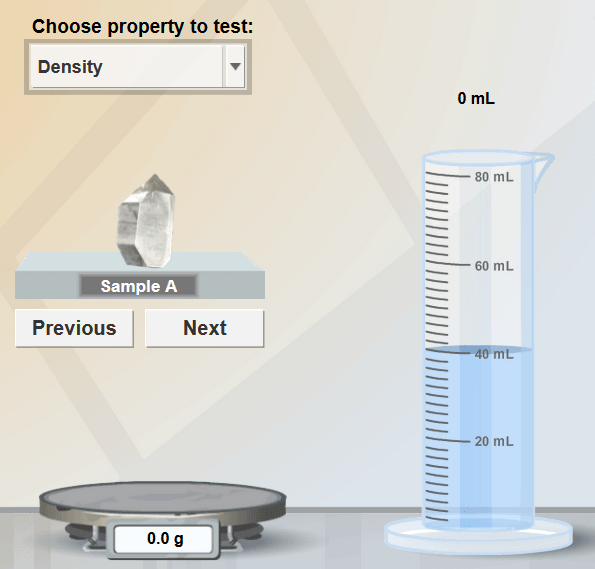 Choose property to test:
Density
0 mL
80 mL
60 mL
Sample A
Previous
Next
40 mL
20 mL
0.0 g